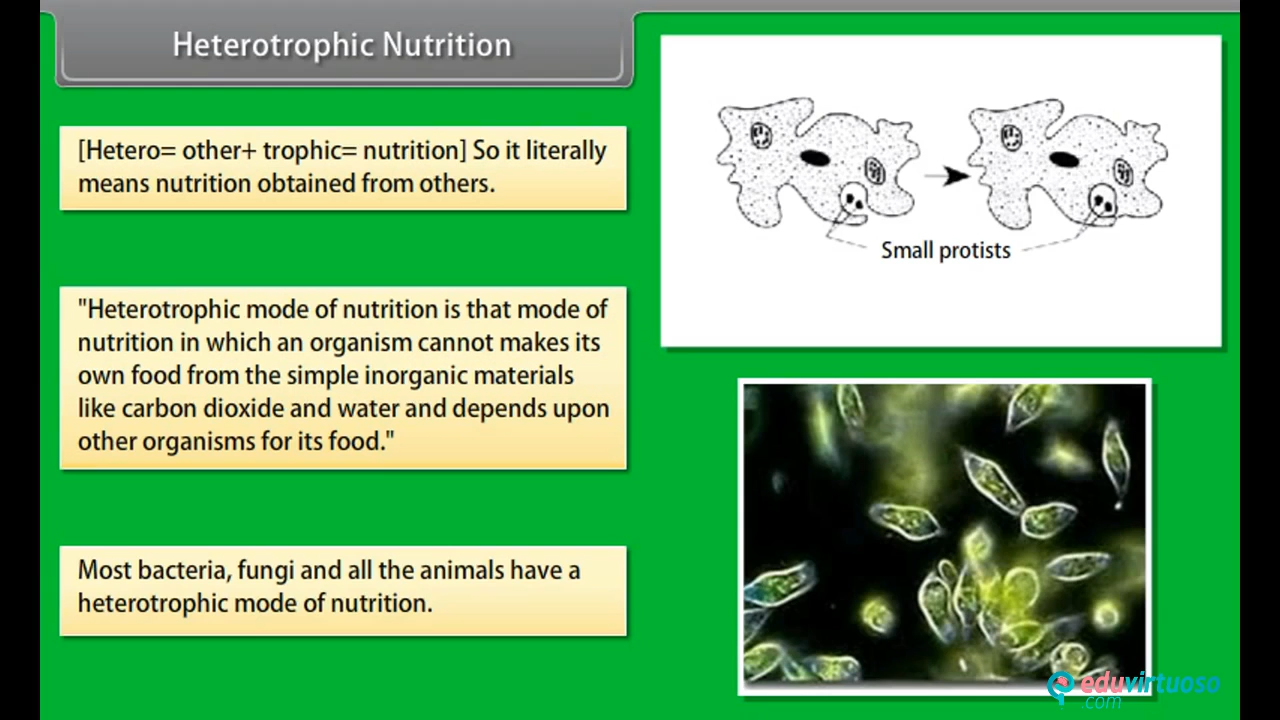 Heterotrophic Nutrition
[Hetero= other+ trophic= nutrition] So it literally
means nutrition obtained from others.
"Heterotrophic mode of nutrition is that mode of
nutrition in which an organism cannot makes its
own food from the simple inorganic materials
like carbon dioxide and water and depends upon
other organisms for its food."
Most bacteria, fungi and all the animals have a
heterotrophic mode of nutrition.
Small protists
eduvirtuoso
.com